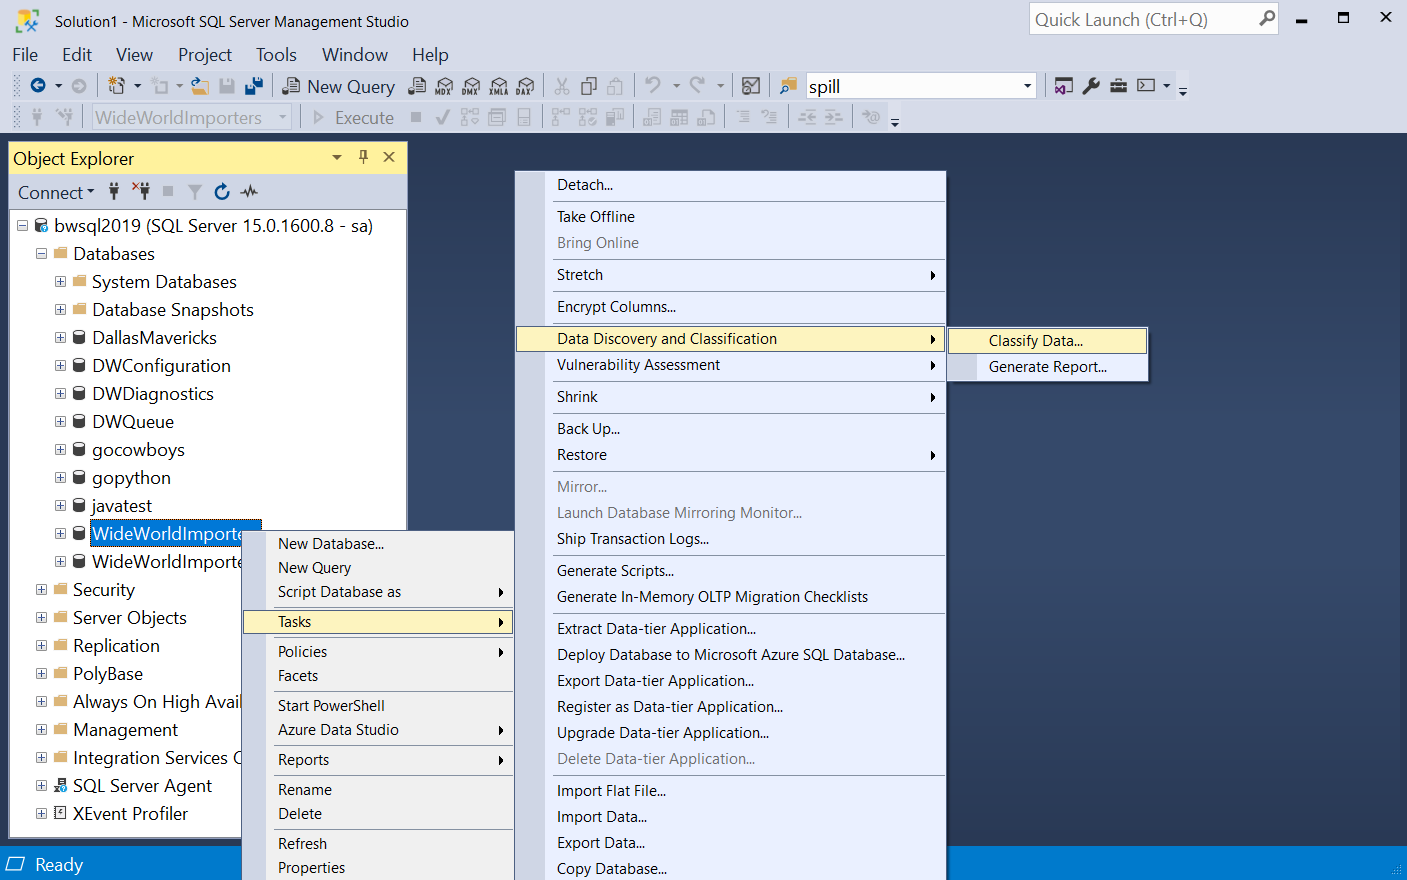 Solution1 - Microsoft SQL Server Management Studio
Quick Launch (Ctrl+Q)
File Edit View Project Tools Window Help
New Query MDX DMX XMLA DAX spill
WideWorldImporters Execute
Object Explorer
Connect
bwsql2019 (SQL Server 15.0.1600.8 - sa)
Databases
System Databases
Database Snapshots
DallasMavericks
DWConfiguration
DWDiagnostics
DWQueue
gocowboys
gopython
javatest
WideWorldImporte
WideWorldImporte
Security
Server Objects
Replication
PolyBase
Always On High Avail
Management
Integration Services C
SQL Server Agent
XEvent Profiler
New Database...
New Query
Script Database as
Tasks
Policies
Facets
Start PowerShell
Azure Data Studio
Reports
Rename
Delete
Refresh
Properties
Detach...
Take Offline
Bring Online
Stretch
Encrypt Columns...
Data Discovery and Classification
Vulnerability Assessment
Shrink
Back Up...
Restore
Mirror...
Launch Database Mirroring Monitor...
Ship Transaction Logs...
Generate Scripts...
Generate In-Memory OLTP Migration Checklists
Extract Data-tier Application...
Deploy Database to Microsoft Azure SQL Database...
Export Data-tier Application...
Register as Data-tier Application...
Upgrade Data-tier Application...
Delete Data-tier Application...
Import Flat File...
Import Data...
Export Data...
Copy Database...
Classify Data...
Generate Report...
Ready